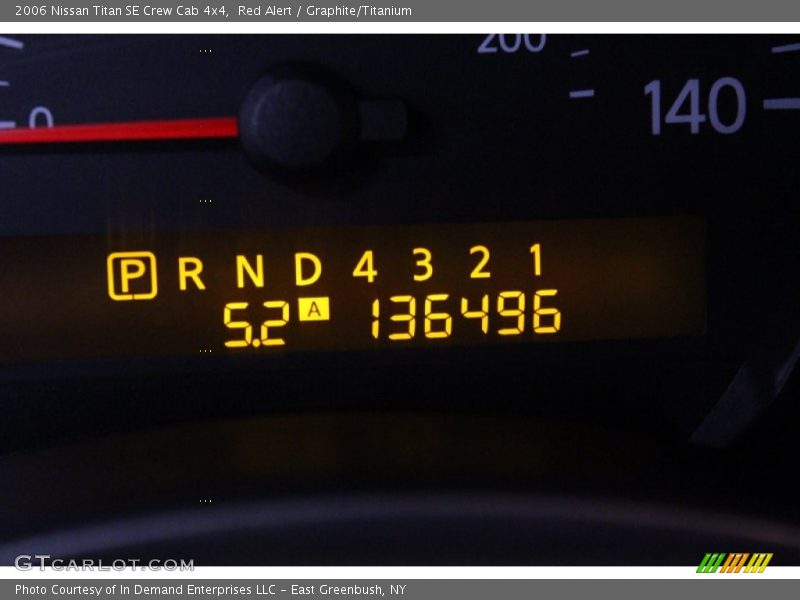 2006 Nissan Titan SE Crew Cab 4x4,  Red Alert / Graphite/Titanium
200
0
140
P R N D 4 3 2 1
5.2 A 136496
GTCARLOT.COM
Photo Courtesy of In Demand Enterprises LLC – East Greenbush, NY